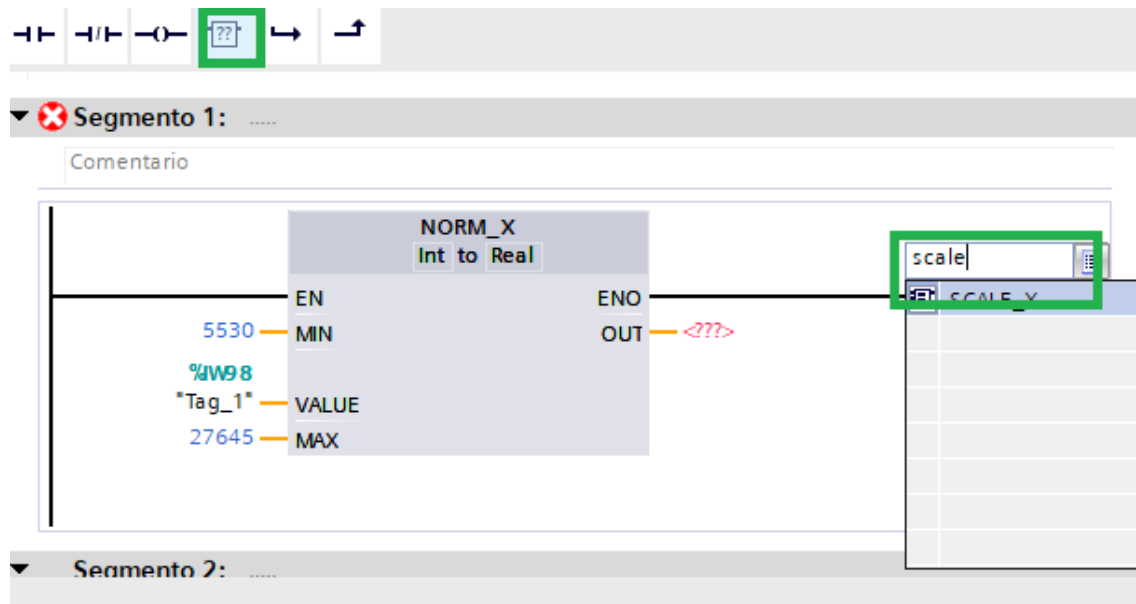 ??
Segmento 1: .....
Comentario
NORM_X
Int to Real
scale
EN ENO
SCALE_X
5530 MIN OUT <???>
%IW98
"Tag_1" VALUE
27645 MAX
Segmento 2: .....